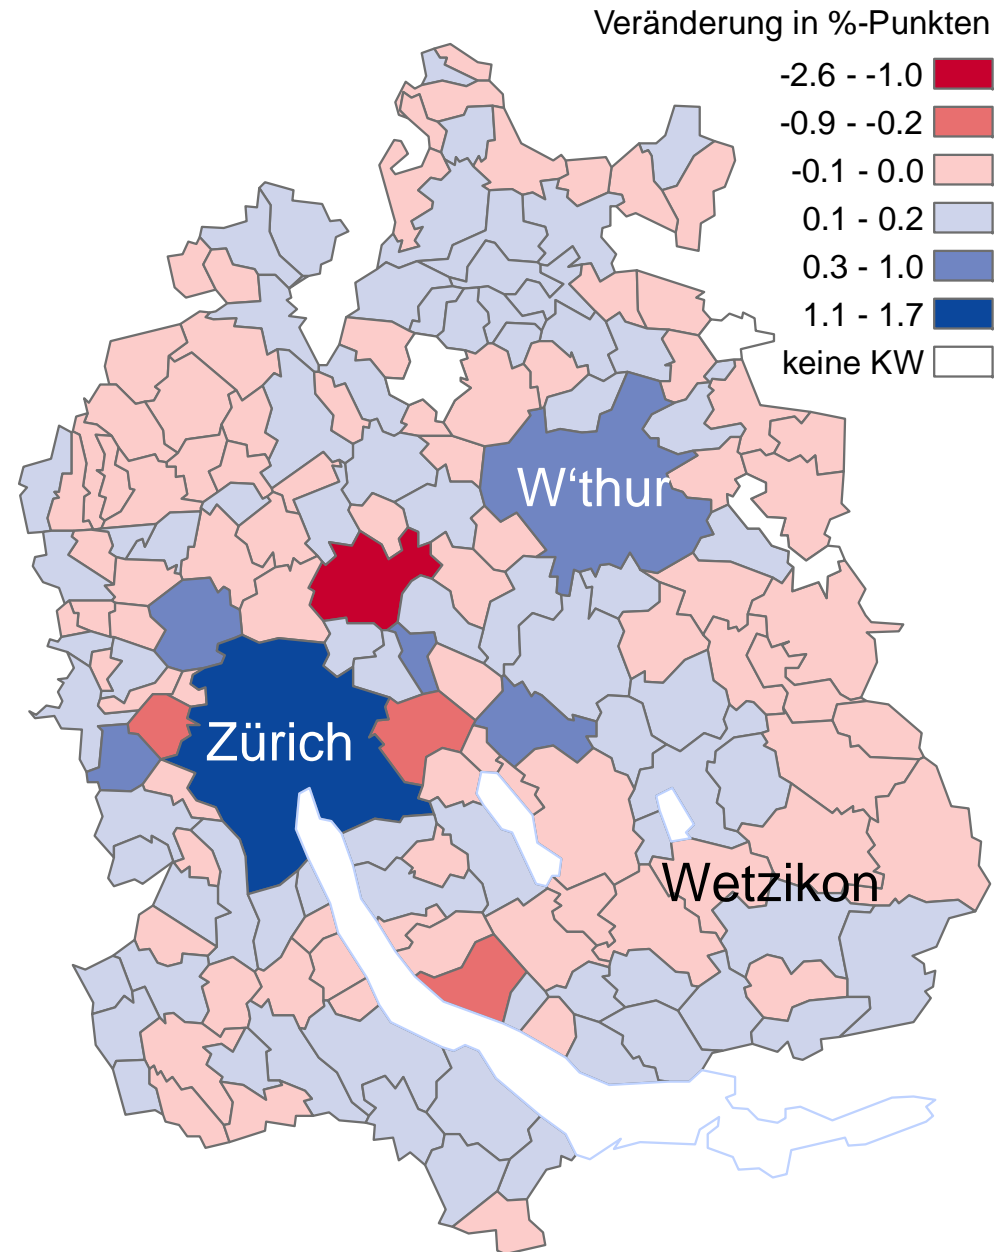 Veränderung in %-Punkten
-2.6 - -1.0
-0.9 - -0.2
-0.1 - 0.0
0.1 - 0.2
0.3 - 1.0
1.1 - 1.7
keine KW
W‘thur
Zürich
Wetzikon